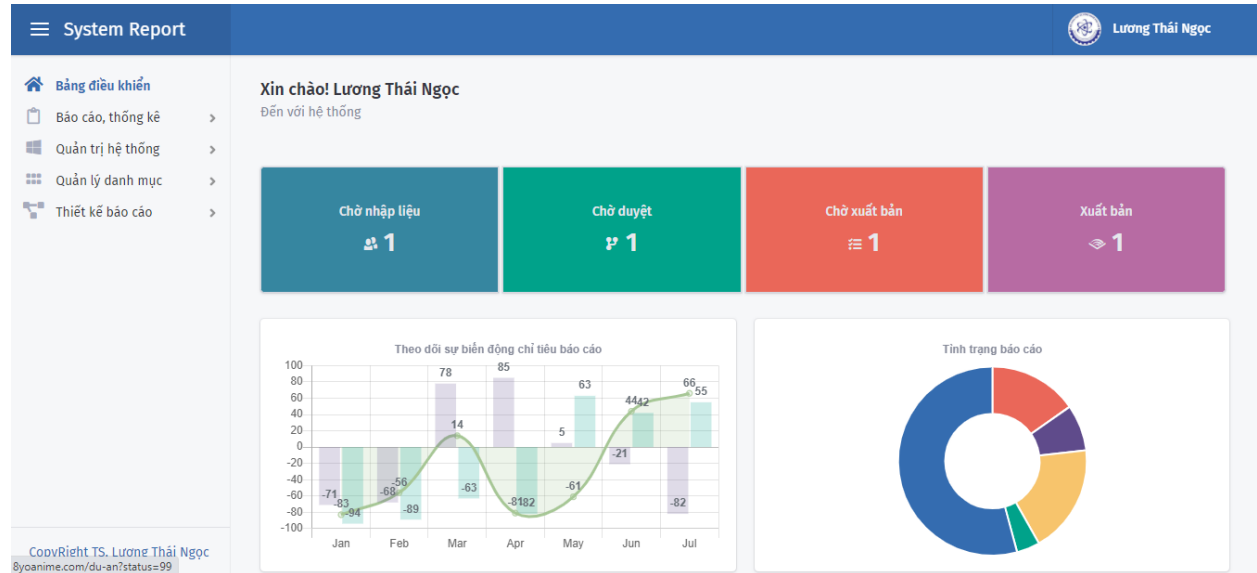 System Report
Lương Thái Ngọc
Bảng điều khiển
Báo cáo, thống kê
Quản trị hệ thống
Quản lý danh mục
Thiết kế báo cáo
Xin chào! Lương Thái Ngọc
Đến với hệ thống
Chờ nhập liệu
1
Chờ duyệt
1
Chờ xuất bản
1
Xuất bản
1
Theo dõi sự biến động chỉ tiêu báo cáo
100
80
60
40
20
0
-20
-40
-60
-80
-100
-71
-83
-94
-68
-56
-89
78
14
-63
85
-81
82
5
63
-61
-21
44
42
66
55
-82
Jan
Feb
Mar
Apr
May
Jun
Jul
Tình trạng báo cáo
CopyRight TS. Lương Thái Ngọc
8yoanime.com/du-an?status=99